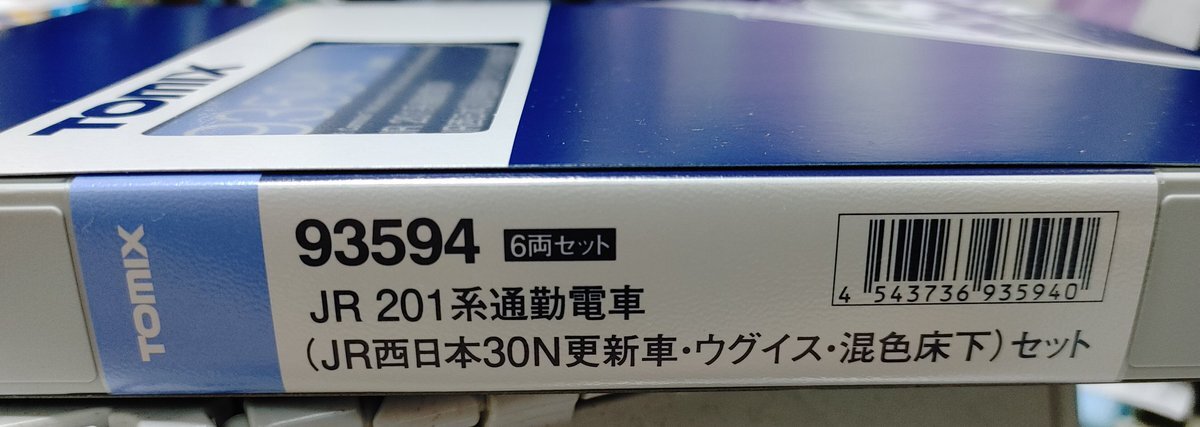 TOMIX
TOMIX
93594 6両セット
JR 201系通勤電車
(JR西日本30N更新車・ウグイス・混色床下)セット
4 543736 935940